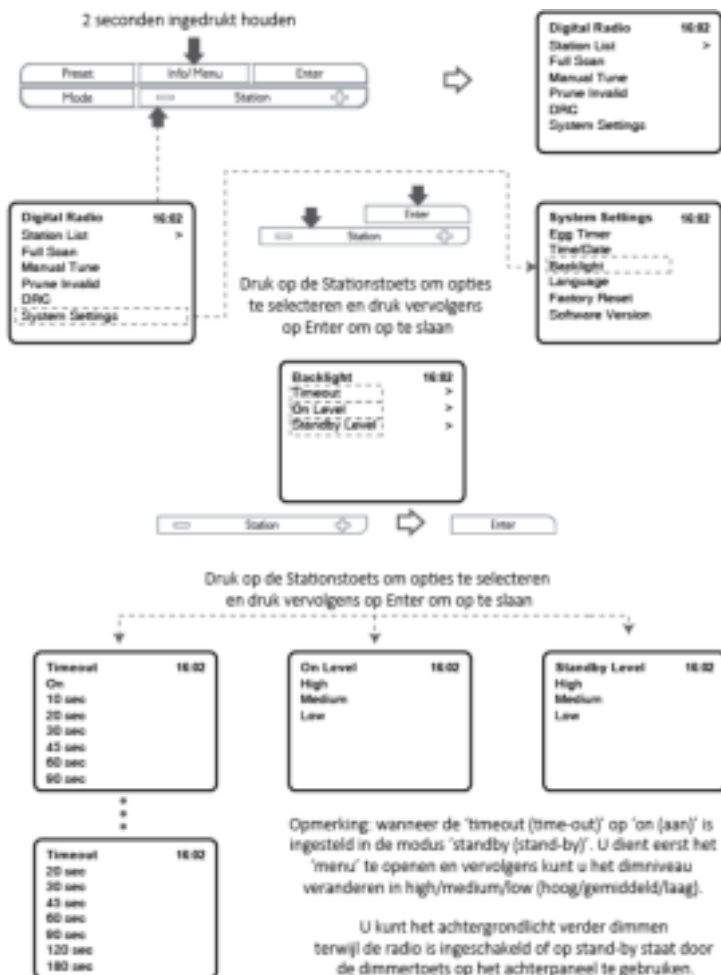 2 seconden ingedrukt houden
Preset Info/Menu Enter
Mode Station
Digital Radio 16:02
Station List >
Full Scan
Manual Tune
Prune Invalid
DRC
System Settings
Digital Radio 16:02
Station List >
Full Scan
Manual Tune
Prune Invalid
DRC
System Settings
Enter
Station
Druk op de Stationstoets om opties
te selecteren en druk vervolgens
op Enter om op te slaan
System Settings 16:02
Egg Timer
Time/Date
Backlight
Language
Factory Reset
Software Version
Backlight 16:02
Timeout >
On Level >
Standby Level >
Station Enter
Druk op de Stationstoets om opties te selecteren
en druk vervolgens op Enter om op te slaan
Timeout 16:02
On
10 sec
20 sec
30 sec
45 sec
60 sec
90 sec
On Level 16:02
High
Medium
Low
Standby Level 16:02
High
Medium
Low
Timeout 16:02
20 sec
30 sec
45 sec
60 sec
90 sec
120 sec
180 sec
Opmerking: wanneer de 'timeout (time-out)' op 'on (aan)' is
ingesteld in de modus 'standby (stand-by)'. U dient eerst het
'menu' te openen en vervolgens kunt u het dimniveau
veranderen in high/medium/low (hoog/gemiddeld/laag).
U kunt het achtergrondlicht verder dimmen
terwijl de radio is ingeschakeld of op stand-by staat door
de dimmertoets op het achterpaneel te gebruiken.